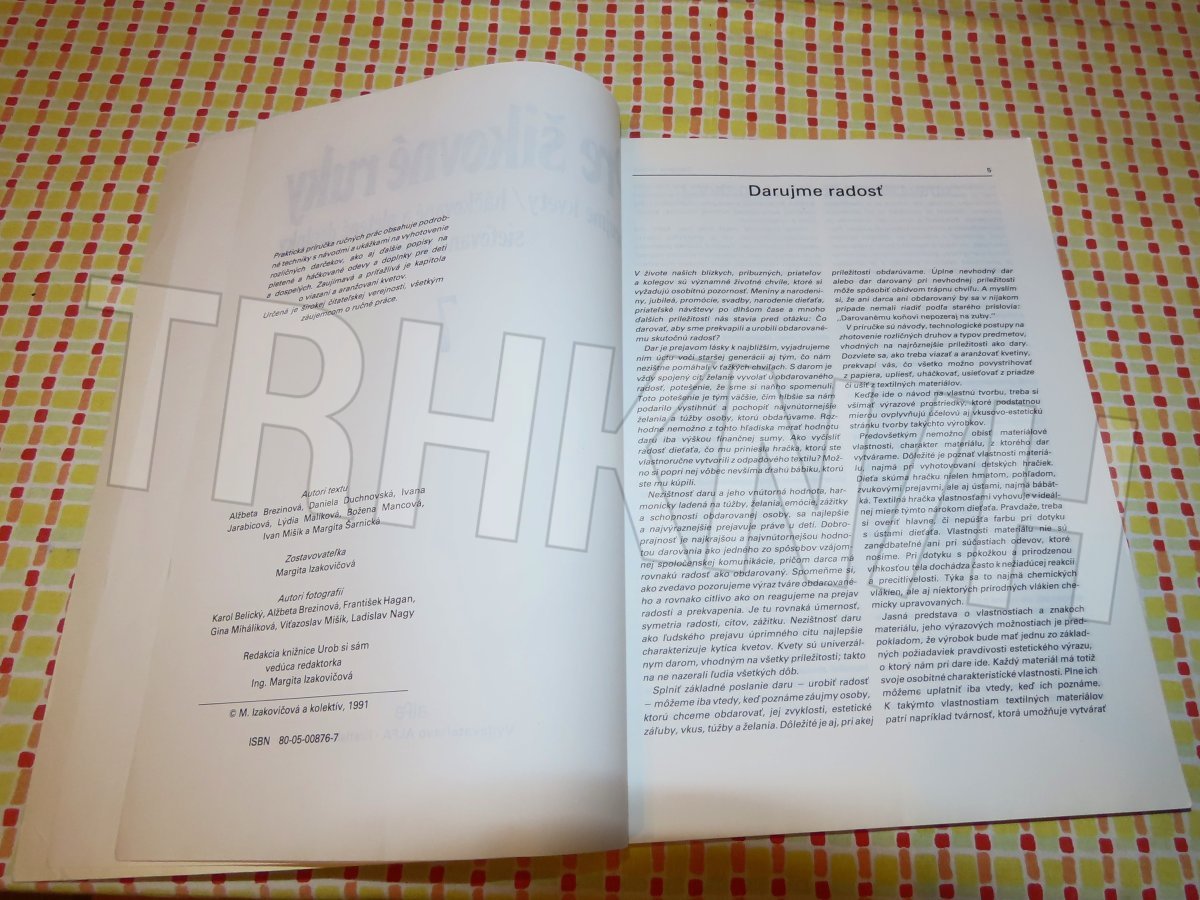 Praktická príručka ručných prác obsahuje podrob-
né techniky s návodmi a ukážkami na vyhotovenie
rozličných darčekov, ako aj ďalšie popisy na
pletené a háčkované odevy a doplnky pre deti
a dospelých. Zaujímavá a príťažlivá je kapitola
o viazaní a aranžovaní kvetov.
Určená je širokej čitateľskej verejnosti, všetkým
záujemcom o ručné práce.
Autori textu
Alžbeta Brezinová, Daniela Duchnovská, Ivana
Jarabicová, Lýdia Malíková, Božena Mancová,
Ivan Mišík a Margita Šarnická
Zostavovateľka
Margita Izakovičová
Autori fotografií
Karol Belický, Alžbeta Brezinová, František Hagan,
Gina Miháliková, Víťazoslav Mišík, Ladislav Nagy
Redakcia knižnice Urob si sám
vedúca redaktorka
Ing. Margita Izakovičová
© M. Izakovičová a kolektív, 1991
ISBN 80-05-00876-7
5
Darujme radosť
V živote našich blízkych, príbuzných, priateľov
a kolegov sú významné životné chvíle, ktoré si
vyžadujú osobitnú pozornosť. Meniny a narodeni-
ny, jubileá, promócie, svadby, narodenie dieťaťa,
priateľské návštevy po dlhšom čase a mnoho
ďalších príležitostí nás stavia pred otázku: Čo
darovať, aby sme prekvapili a urobili obdarované-
mu skutočnú radosť?
Dar je prejavom lásky k najbližším, vyjadrujeme
ním úctu voči staršej generácii aj tým, čo nám
nezištne pomáhali v ťažkých chvíľach. S darom je
vždy spojený cit, želanie vyvolať u obdarovaného
radosť, potešenie, že sme si naňho spomenuli.
Toto potešenie je tým väčšie, čím hlbšie sa nám
podarilo vystihnúť a pochopiť najvnútornejšie
želania a túžby osoby, ktorú obdarúvame. Roz-
hodne nemožno z tohto hľadiska merať hodnotu
daru iba výškou finančnej sumy. Ako vyčísliť
radosť dieťaťa, čo mu priniesla hračka, ktorú ste
vlastnoručne vytvorili z odpadového textilu? Mož-
no si popri nej vôbec nevšíma drahú bábiku, ktorú
ste mu kúpili.
Nezištnosť daru a jeho vnútorná hodnota, har-
monicky ladená na túžby, želania, emócie, zážitky
a schopnosti obdarovanej osoby, sa najlepšie
a najvýraznejšie prejavuje práve u detí. Dobro-
prajnosť je najkrajšou a najvnútornejšou hodno-
tou darovania ako jedného zo spôsobov vzájom-
nej spoločenskej komunikácie, pričom darca má
rovnakú radosť ako obdarovaný. Spomeňme si,
ako zvedavo pozorujeme výraz tváre obdarované-
ho a rovnako citlivo ako on reagujeme na prejav
radosti a prekvapenia. Je tu rovnaká úmernosť,
symetria radosti, citov, zážitku. Nezištnosť daru
ako ľudského prejavu úprimného citu najlepšie
charakterizuje kytica kvetov. Kvety sú univerzál-
nym darom, vhodným na všetky príležitosti; takto
na ne nazerali ľudia všetkých dôb.
Splniť základné poslanie daru – urobiť radosť
– môžeme iba vtedy, keď poznáme záujmy osoby,
ktorú chceme obdarovať, jej zvyklosti, estetické
záľuby, vkus, túžby a želania. Dôležité je aj, pri akej
príležitosti obdarúvame. Úplne nevhodný dar
alebo dar darovaný pri nevhodnej príležitosti
môže spôsobiť obidvom trápnu chvíľu. A myslím
si, že ani darca ani obdarovaný by sa v nijakom
prípade nemali riadiť podľa starého príslovia:
„Darovanému koňovi nepozeraj na zuby."
V príručke sú návody, technologické postupy na
zhotovenie rozličných druhov a typov predmetov,
vhodných na najrôznejšie príležitosti ako dary.
Dozviete sa, ako treba viazať a aranžovať kvetiny,
prekvapí vás, čo všetko možno povystrihovať
z papiera, upliesť, uháčkovať, usieťovať z priadze
či ušiť z textilných materiálov.
Keďže ide o návod na vlastnú tvorbu, treba si
všímať výrazové prostriedky, ktoré podstatnou
mierou ovplyvňujú účelovú aj vkusovo-estetickú
stránku tvorby takýchto výrobkov.
Predovšetkým nemožno obísť materiálové
vlastnosti, charakter materiálu, z ktorého dar
vytvárame. Dôležité je poznať vlastnosti materiá-
lu, najmä pri vyhotovovaní detských hračiek.
Dieťa skúma hračku nielen hmatom, pohľadom,
zvukovými prejavmi, ale aj ústami, najmä bábät-
ká. Textilná hračka vlastnosťami vyhovuje v ideál-
nej miere týmto nárokom dieťaťa. Pravdaže, treba
si overiť hlavne, či nepúšťa farbu pri dotyku
s ústami dieťaťa. Vlastnosti materiálu nie sú
zanedbateľné ani pri súčastiach odevov, ktoré
nosíme. Pri dotyku s pokožkou a prirodzenou
vlhkosťou tela dochádza často k nežiadúcej reakcii
a precitlivelosti. Týka sa to najmä chemických
vlákien, ale aj niektorých prírodných vlákien che-
micky upravovaných.
Jasná predstava o vlastnostiach a znakoch
materiálu, jeho výrazových možnostiach je pred-
pokladom, že výrobok bude mať jednu zo základ-
ných požiadaviek pravdivosti estetického výrazu,
o ktorý nám pri dare ide. Každý materiál má totiž
svoje osobitné charakteristické vlastnosti. Plne ich
môžeme uplatniť iba vtedy, keď ich poznáme.
K takýmto vlastnostiam textilných materiálov
patrí napríklad tvárnosť, ktorá umožňuje vytvárať